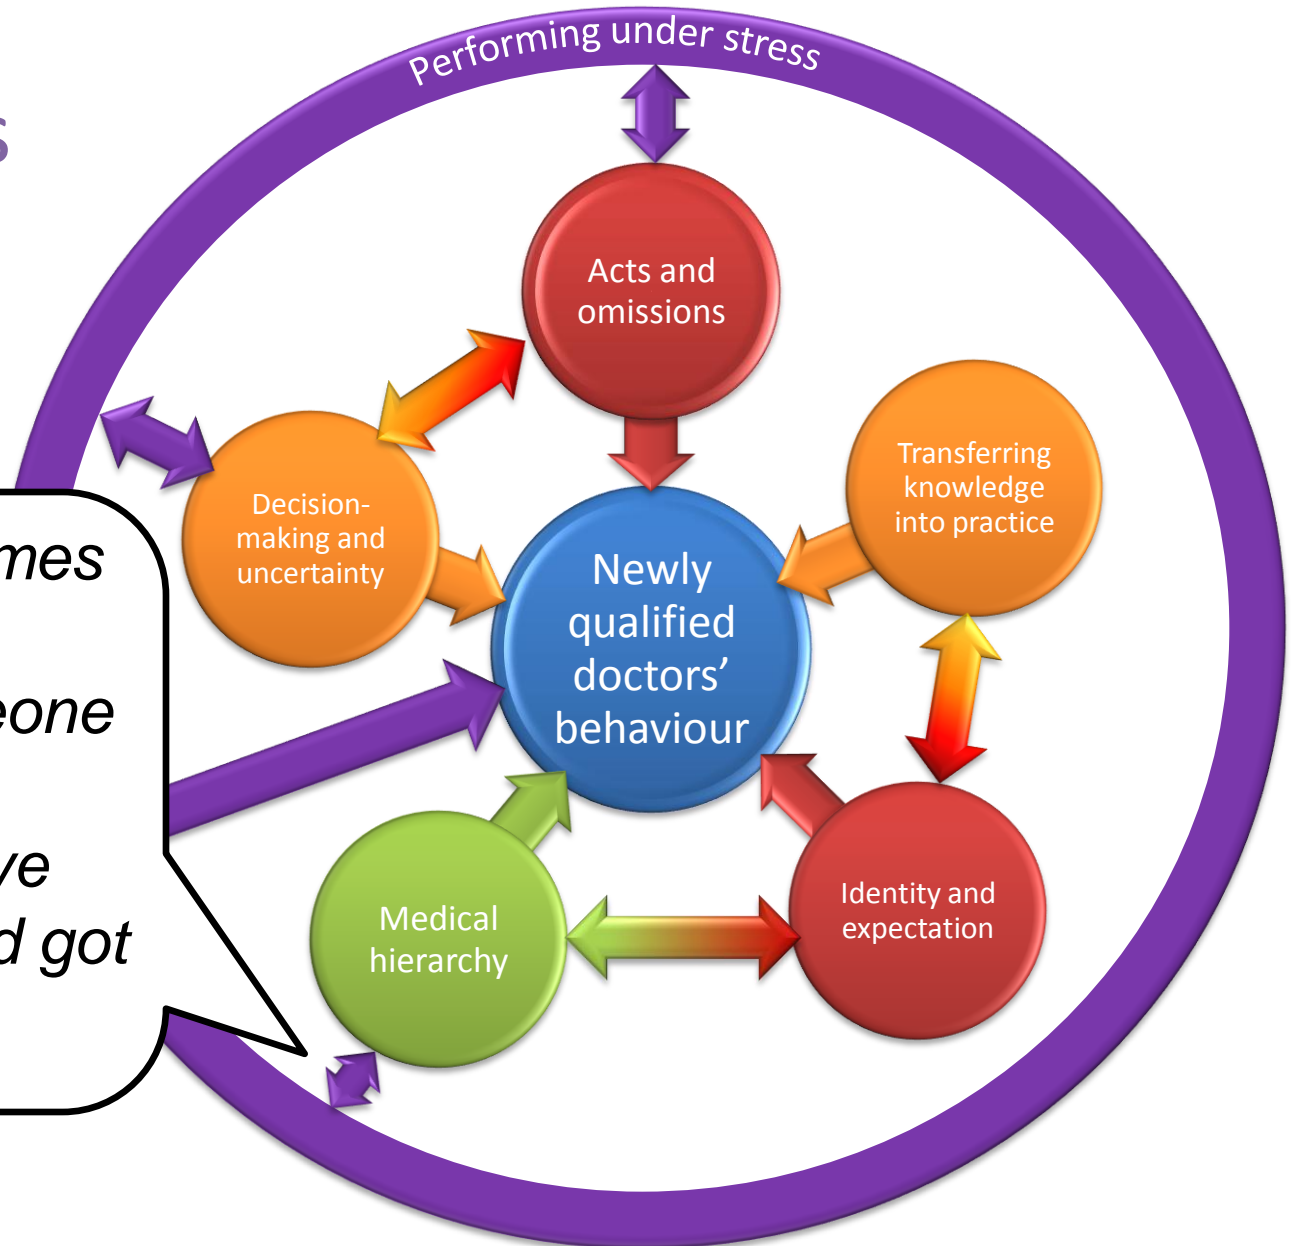 Performing under stress
s
Acts and
omissions
Transferring
knowledge
into practice
Decision-
making and
uncertainty
Newly
qualified
doctors’
behaviour
mes
eone
ve
d got
Medical
hierarchy
Identity and
expectation